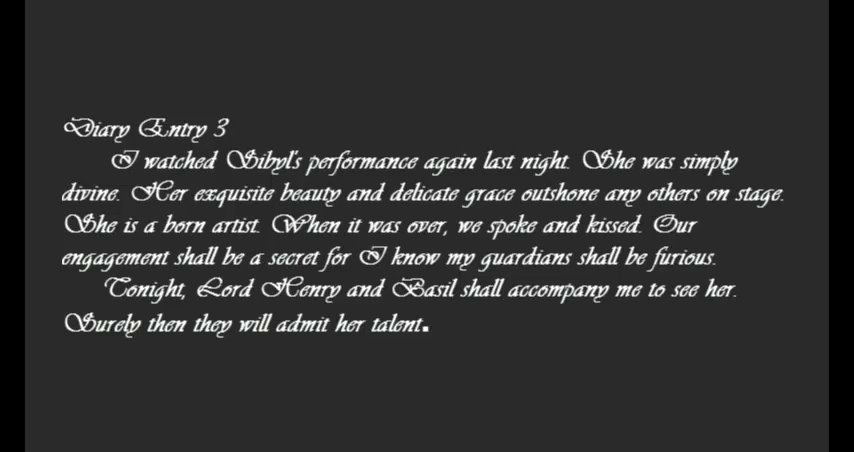 Diary Entry 3
I watched Sibyl's performance again last night. She was simply
divine. Her exquisite beauty and delicate grace outshone any others on stage.
She is a born artist. When it was over, we spoke and kissed. Our
engagement shall be a secret for I know my guardians shall be furious.
Tonight, Lord Henry and Basil shall accompany me to see her.
Surely then they will admit her talent.